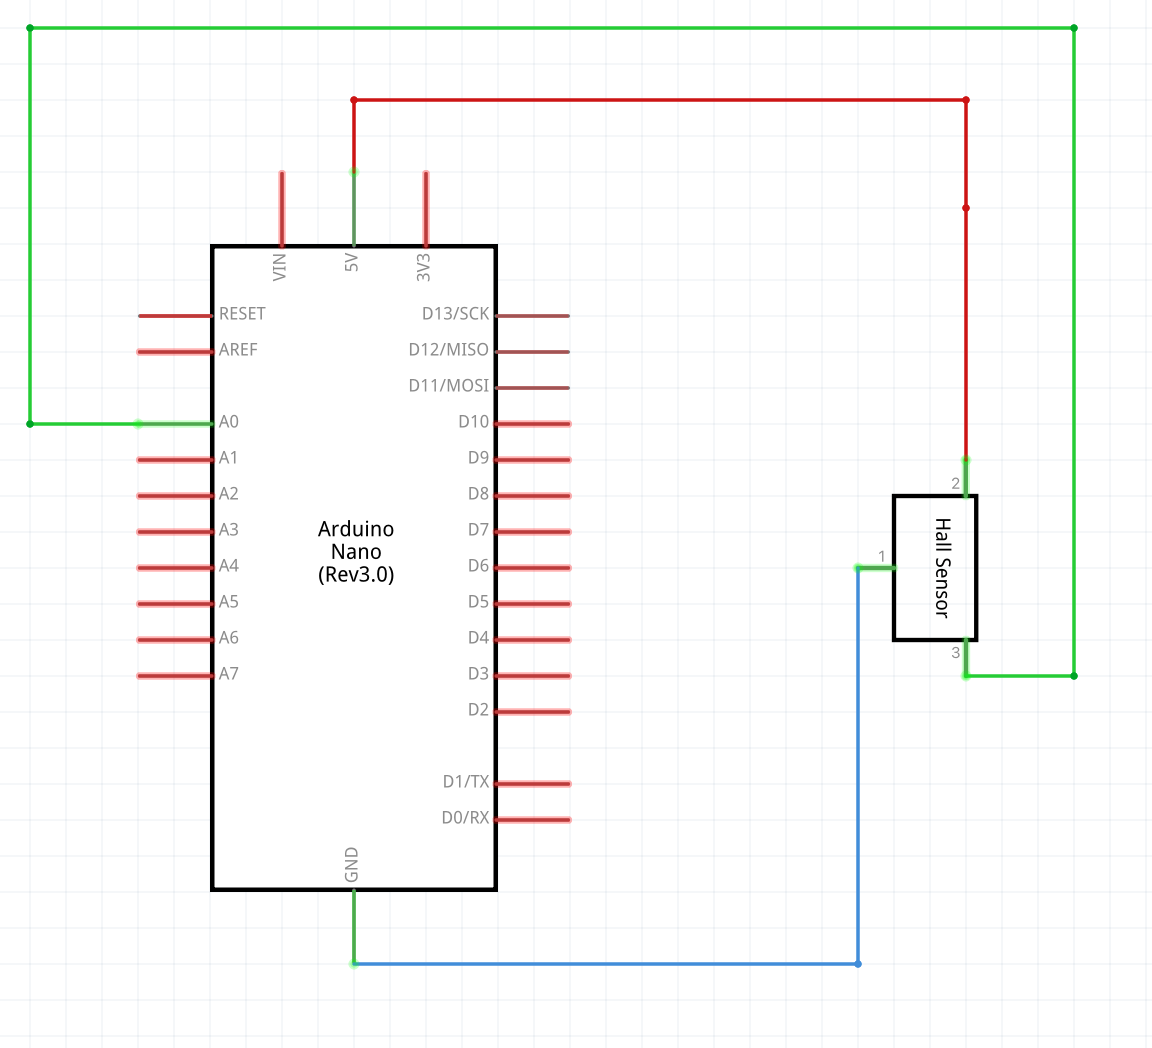 VIN
5V
3V3
RESET
D13/SCK
AREF
D12/MISO
D11/MOSI
A0
D10
A1
D9
A2
D8
A3
D7
A4
D6
A5
D5
A6
D4
A7
D3
D2
D1/TX
D0/RX
GND
Arduino
Nano
(Rev3.0)
2
1
Hall Sensor
3